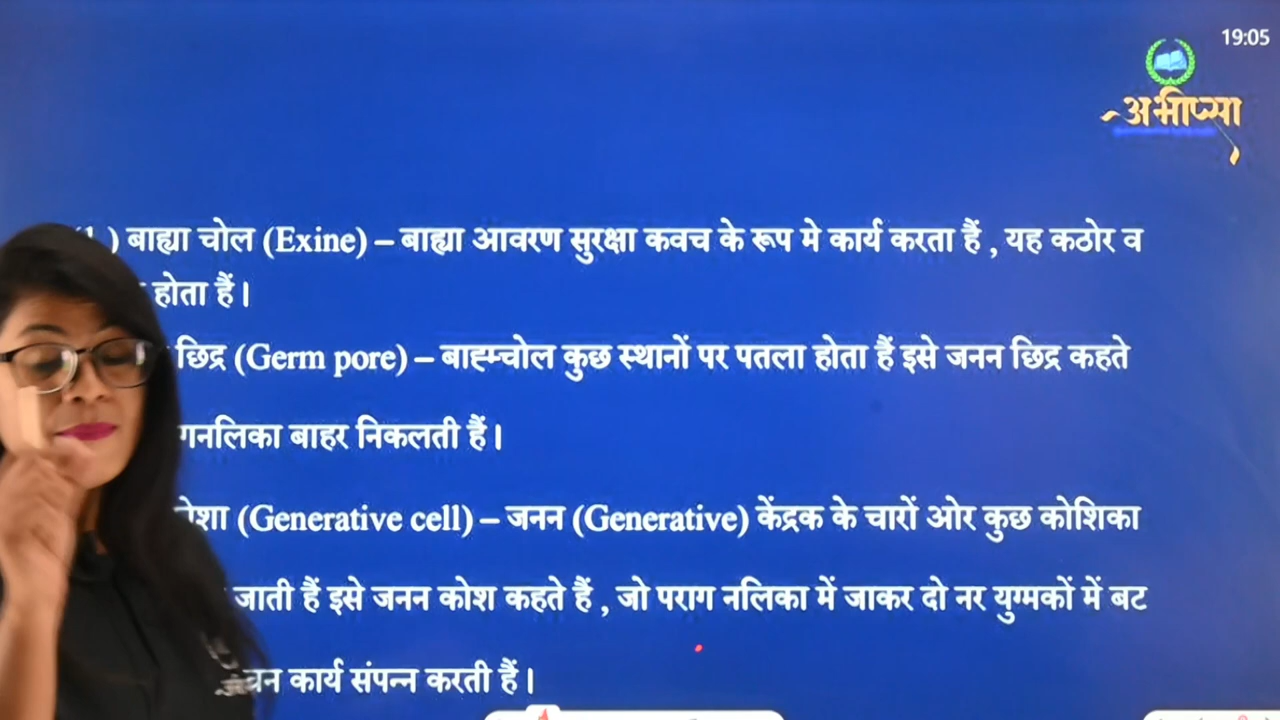 19:05
अभीप्सा
) बाह्या चोल (Exine) – बाह्या आवरण सुरक्षा कवच के रूप मे कार्य करता हैं , यह कठोर व
होता हैं।
छिद्र (Germ pore) – बाह्म्चोल कुछ स्थानों पर पतला होता हैं इसे जनन छिद्र कहते
गनलिका बाहर निकलती हैं।
(Generative cell) – जनन (Generative) केंद्रक के चारों ओर कुछ कोशिका
जाती हैं इसे जनन कोश कहते हैं , जो पराग नलिका में जाकर दो नर युग्मकों में बट
कार्य संपन्न करती हैं।